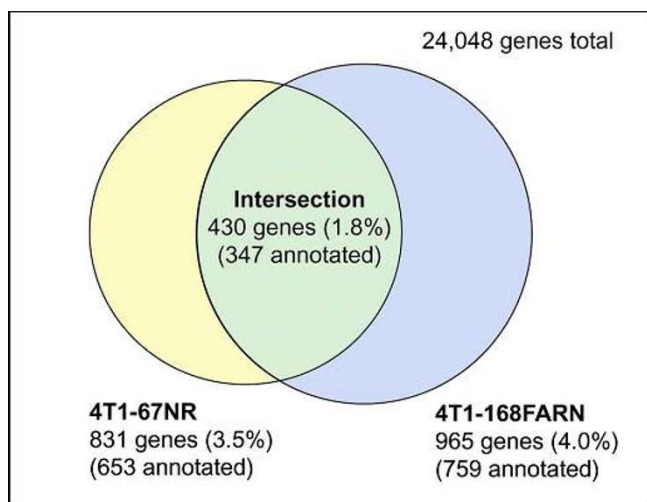 24,048 genes total
Intersection
430 genes (1.8%)
(347 annotated)
4T1-67NR
831 genes (3.5%)
(653 annotated)
4T1-168FARN
965 genes (4.0%)
(759 annotated)